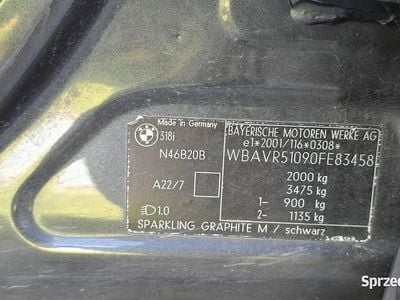 Made in Germany
318i
N46B20B
A22/7
1.0
BAYERISCHE MOTOREN WERKE AG
e1*2001/116*0308*
WBAVR51090FE83458
2000 kg
3475 kg
1- 900 kg
2- 1135 kg
SPARKLING GRAPHITE M / schwarz
Sprzed